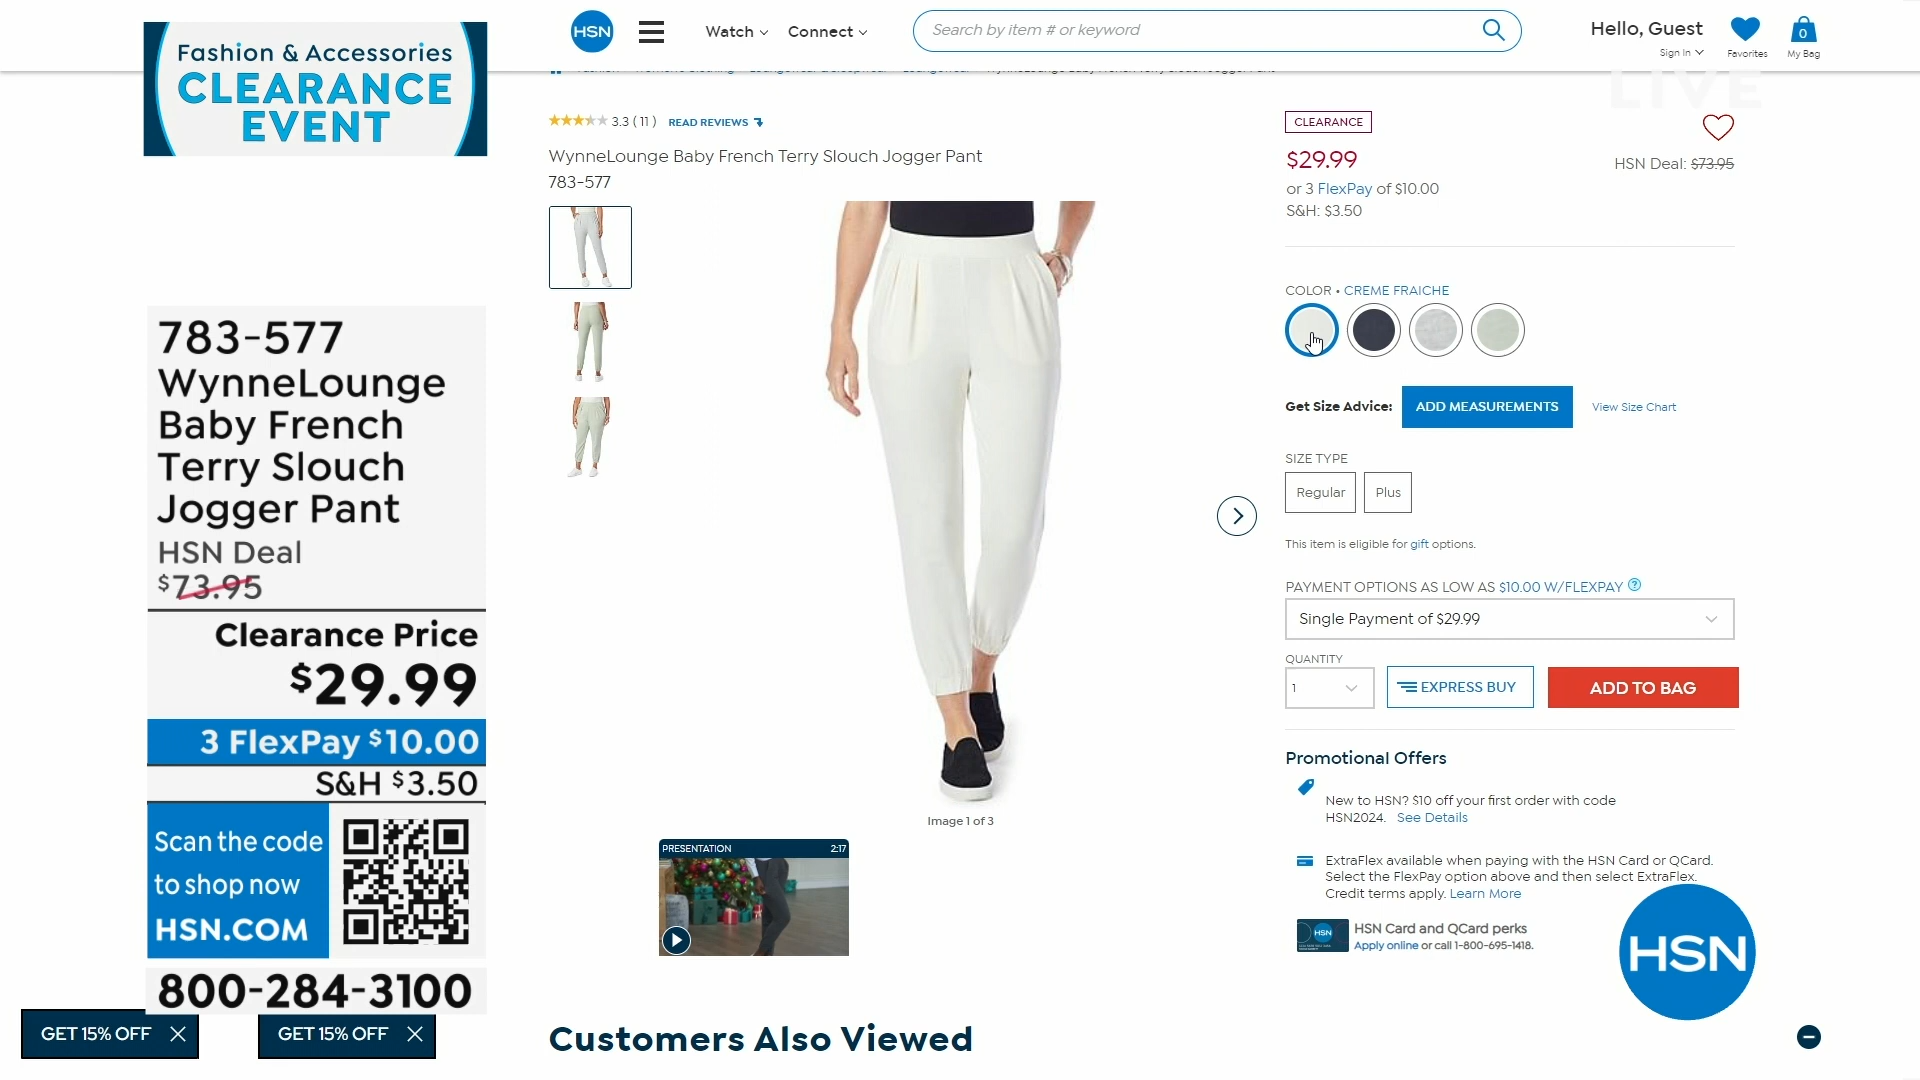 HSN
Watch
Connect
Search by item # or keyword
Hello, Guest
Sign In
Favorites
0
My Bag
Fashion & Accessories
CLEARANCE
EVENT
LIVE
3.3 ( 11 )
READ REVIEWS
WynneLounge Baby French Terry Slouch Jogger Pant
783-577
CLEARANCE
$29.99
HSN Deal: $73.95
or 3 FlexPay of $10.00
S&H: $3.50
COLOR • CREME FRAICHE
Get Size Advice:
ADD MEASUREMENTS
View Size Chart
SIZE TYPE
Regular
Plus
This item is eligible for gift options.
PAYMENT OPTIONS AS LOW AS $10.00 W/FLEXPAY ?
Single Payment of $29.99
QUANTITY
1
EXPRESS BUY
ADD TO BAG
Promotional Offers
New to HSN? $10 off your first order with code
HSN2024. See Details
ExtraFlex available when paying with the HSN Card or QCard.
Select the FlexPay option above and then select ExtraFlex.
Credit terms apply. Learn More
HSN
HSN Card and QCard perks
Apply online or call 1-800-695-1418.
HSN
Image 1 of 3
PRESENTATION
2:17
783-577
WynneLounge
Baby French
Terry Slouch
Jogger Pant
HSN Deal
$73.95
Clearance Price
$29.99
3 FlexPay $10.00
S&H $3.50
Scan the code
to shop now
HSN.COM
800-284-3100
GET 15% OFF
GET 15% OFF
Customers Also Viewed